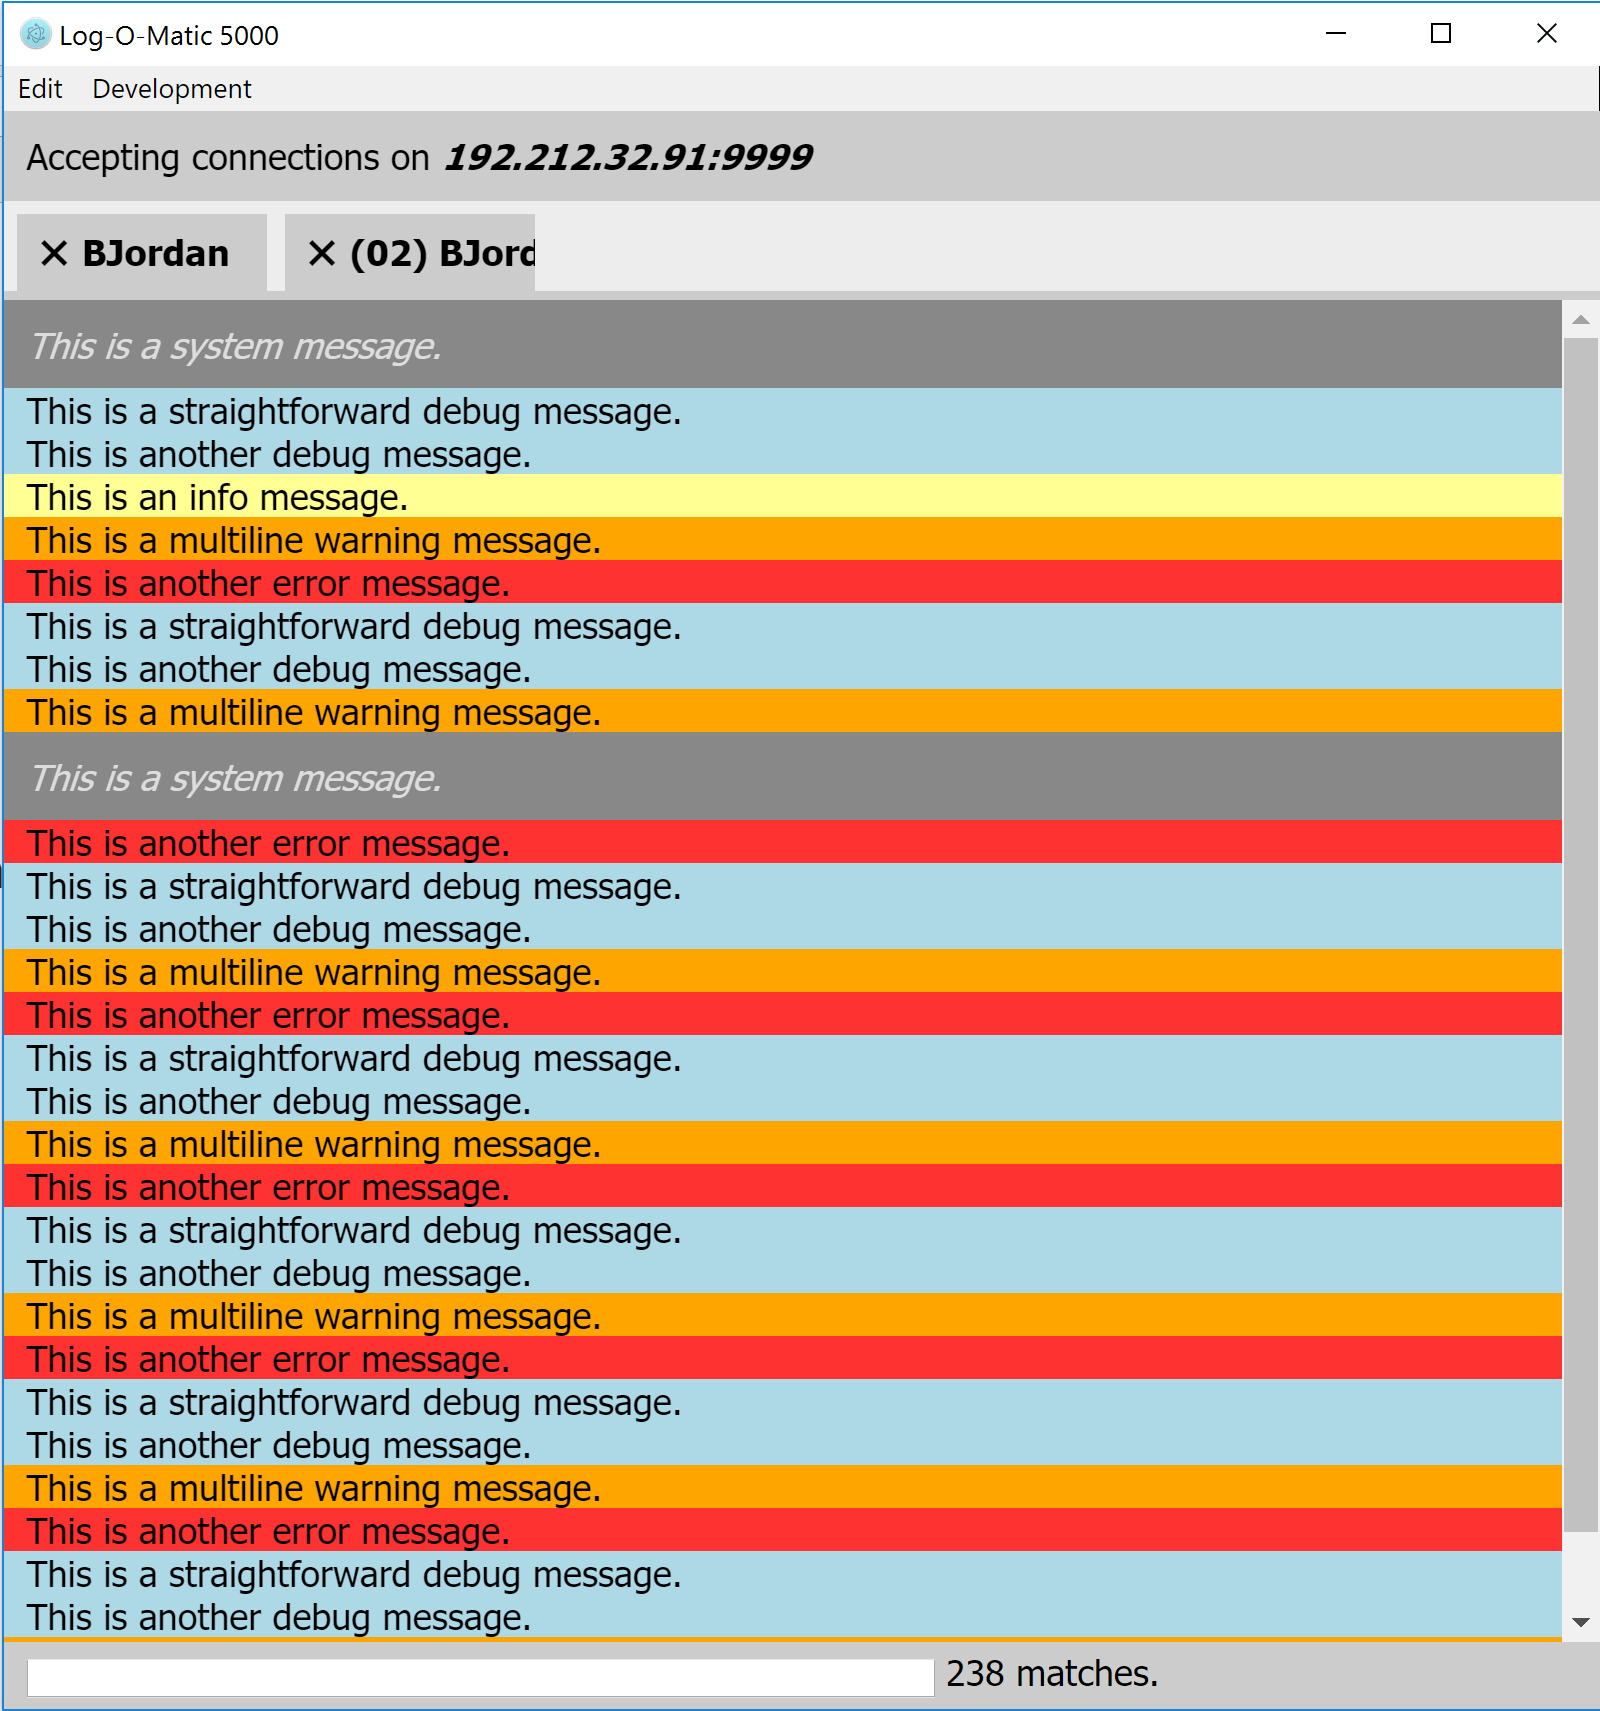 Log-O-Matic 5000
Edit Development
Accepting connections on 192.212.32.91:9999
✕ BJordan ✕ (02) BJord
This is a system message.
This is a straightforward debug message.
This is another debug message.
This is an info message.
This is a multiline warning message.
This is another error message.
This is a straightforward debug message.
This is another debug message.
This is a multiline warning message.
This is a system message.
This is another error message.
This is a straightforward debug message.
This is another debug message.
This is a multiline warning message.
This is another error message.
This is a straightforward debug message.
This is another debug message.
This is a multiline warning message.
This is another error message.
This is a straightforward debug message.
This is another debug message.
This is a multiline warning message.
This is another error message.
This is a straightforward debug message.
This is another debug message.
This is a multiline warning message.
This is another error message.
This is a straightforward debug message.
This is another debug message.
238 matches.